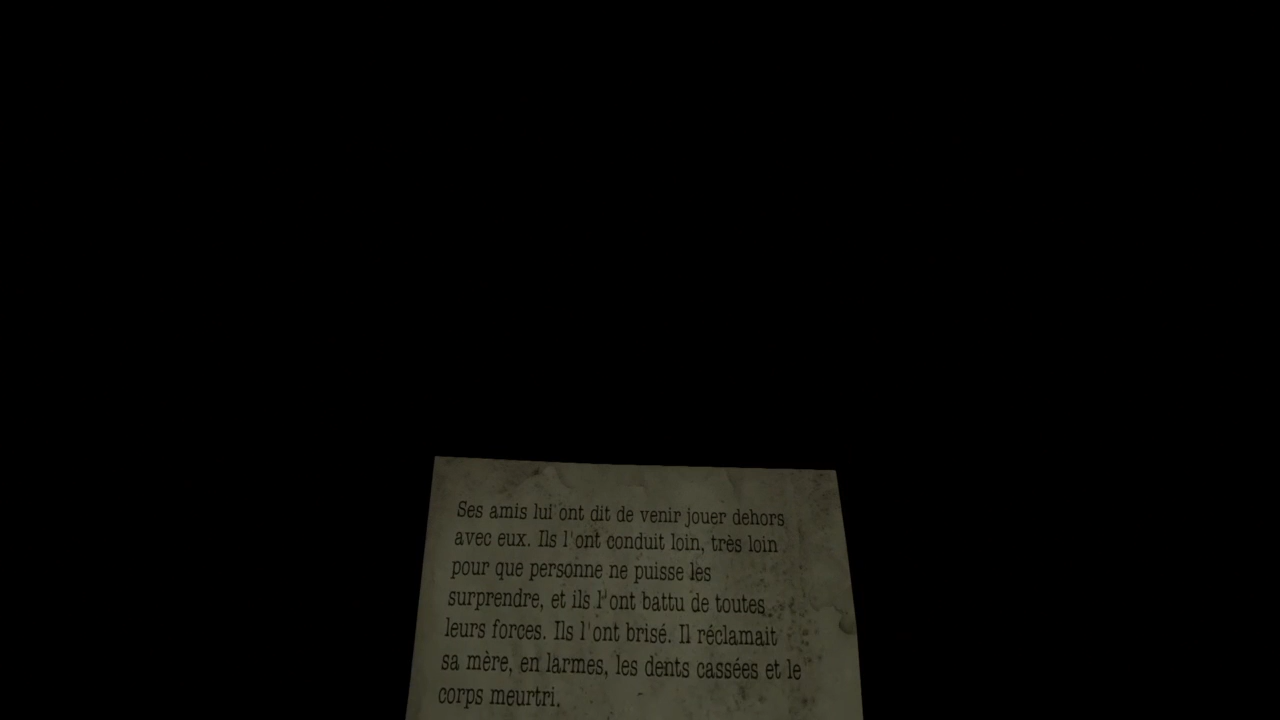 Ses amis lui ont dit de venir jouer dehors
avec eux. Ils l'ont conduit loin, très loin
pour que personne ne puisse les
surprendre, et ils l'ont battu de toutes
leurs forces. Ils l'ont brisé. Il réclamait
sa mère, en larmes, les dents cassées et le
corps meurtri.